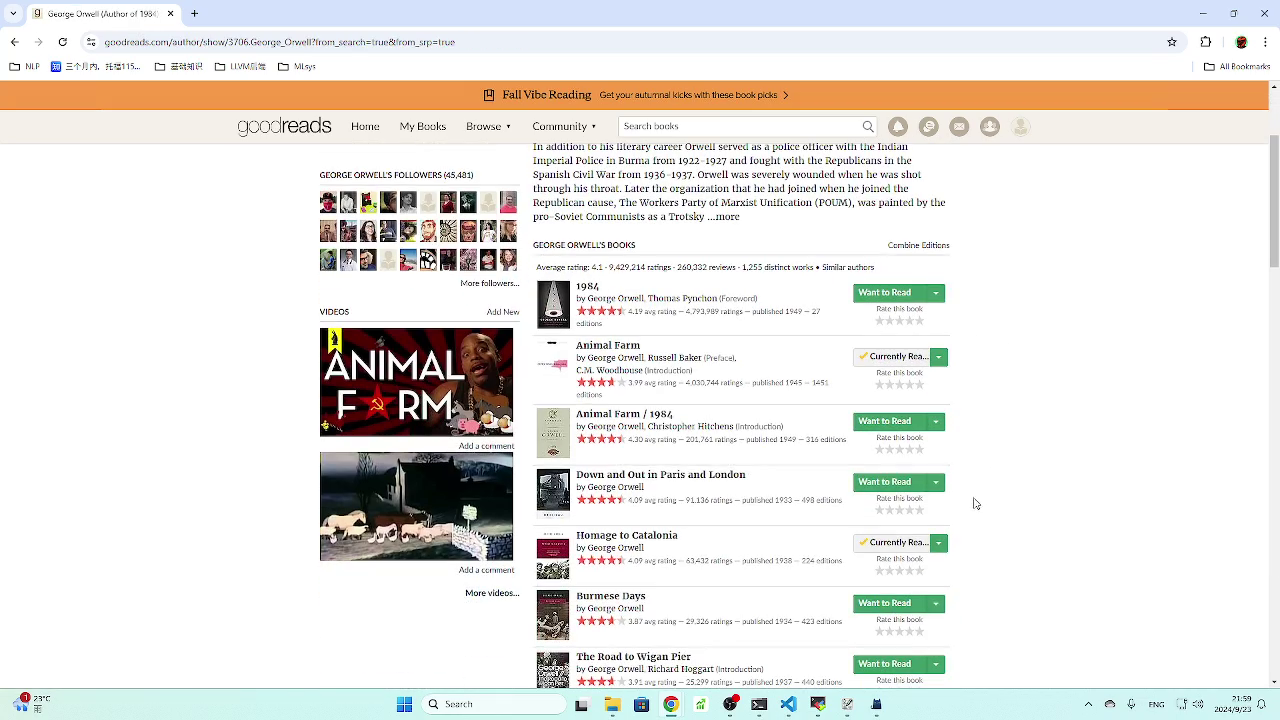 George Orwell (Author of 1984)
goodreads.com/author/show/3706.George_Orwell?from_search=true&from_srp=true
NLP
LLVM后端
MLsys
All Bookmarks
Fall Vibe Reading Get your autumnal kicks with these book picks
goodreads Home My Books Browse Community Search books
In addition to his literary career Orwell served as a police officer with the Indian
Imperial Police in Burma from 1922-1927 and fought with the Republicans in the
Spanish Civil War from 1936-1937. Orwell was severely wounded when he was shot
through his throat. Later the organization that he had joined when he joined the
Republican cause, The Workers Party of Marxist Unification (POUM), was painted by the
pro-Soviet Communists as a Trotsky ...more
GEORGE ORWELL'S FOLLOWERS (45,481)
More followers...
VIDEOS Add New
ANIMAL
F RM
Add a comment
Add a comment
More videos...
GEORGE ORWELL'S BOOKS Combine Editions
Average rating: 4.1 · 9,429,214 ratings · 260,332 reviews · 1,255 distinct works • Similar authors
1984
by George Orwell, Thomas Pynchon (Foreword)
4.19 avg rating — 4,793,989 ratings — published 1949 — 27
editions
Want to Read
Rate this book
Animal Farm
by George Orwell, Russell Baker (Preface),
C.M. Woodhouse (Introduction)
3.99 avg rating — 4,030,744 ratings — published 1945 — 1451
editions
Currently Rea...
Rate this book
Animal Farm / 1984
by George Orwell, Christopher Hitchens (Introduction)
4.30 avg rating — 201,761 ratings — published 1949 — 316 editions
Want to Read
Rate this book
Down and Out in Paris and London
by George Orwell
4.09 avg rating — 91,136 ratings — published 1933 — 498 editions
Want to Read
Rate this book
Homage to Catalonia
by George Orwell
4.09 avg rating — 63,432 ratings — published 1938 — 224 editions
Currently Rea...
Rate this book
Burmese Days
by George Orwell
3.87 avg rating — 29,326 ratings — published 1934 — 423 editions
Want to Read
Rate this book
The Road to Wigan Pier
by George Orwell, Richard Hoggart (Introduction)
3.91 avg rating — 25,299 ratings — published 1937 — 440 editions
Want to Read
Rate this book
23°C
Search
ENG
21:59
2024/9/23